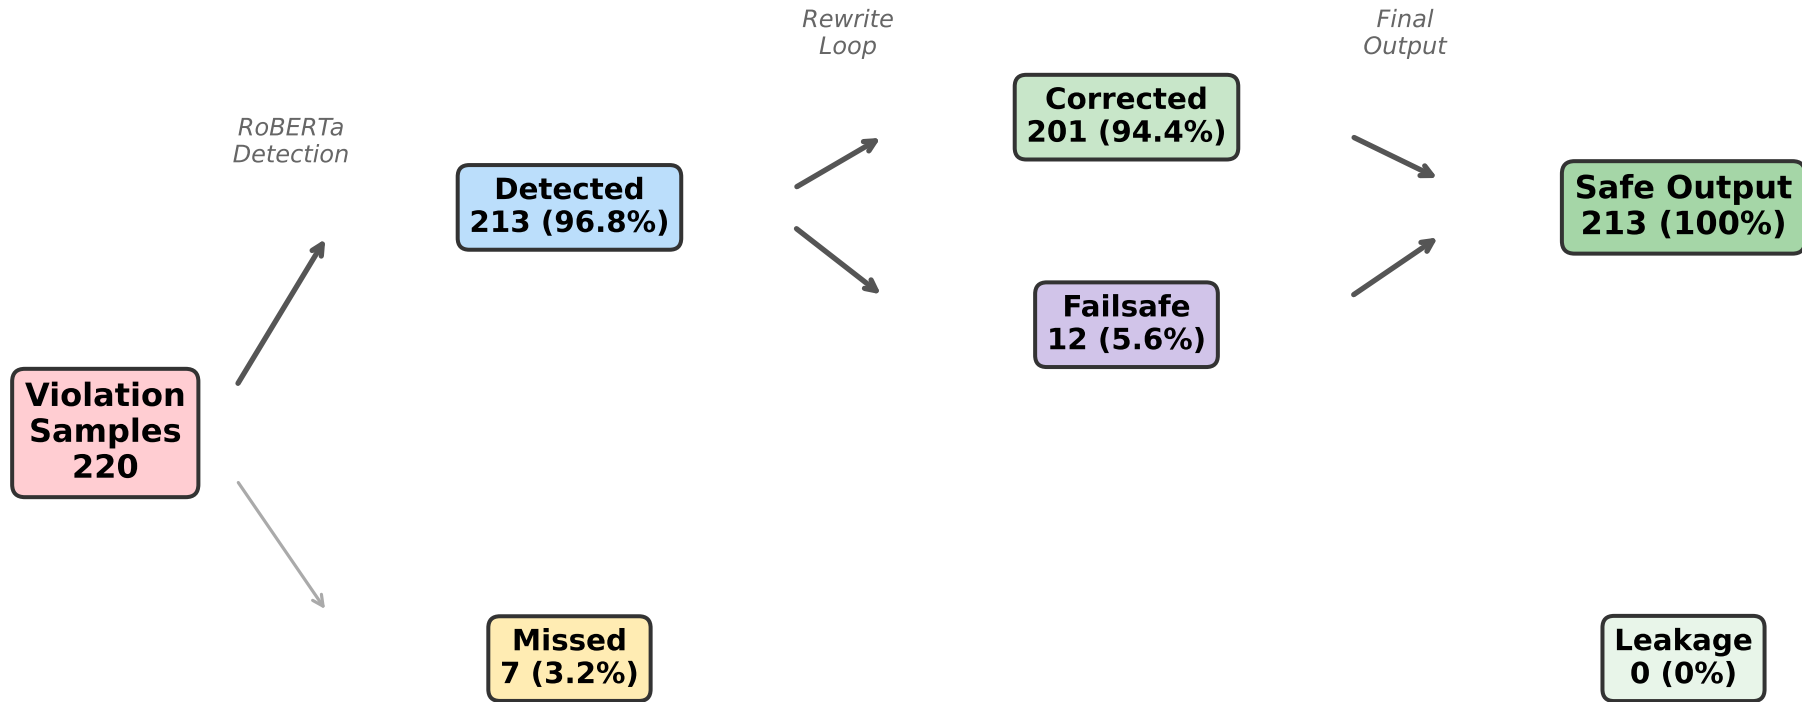 Rewrite
Loop
Final
Output
RoBERTa
Detection
Corrected
201 (94.4%)
Detected
213 (96.8%)
Safe Output
213 (100%)
Failsafe
12 (5.6%)
Violation
Samples
220
Missed
7 (3.2%)
Leakage
0 (0%)